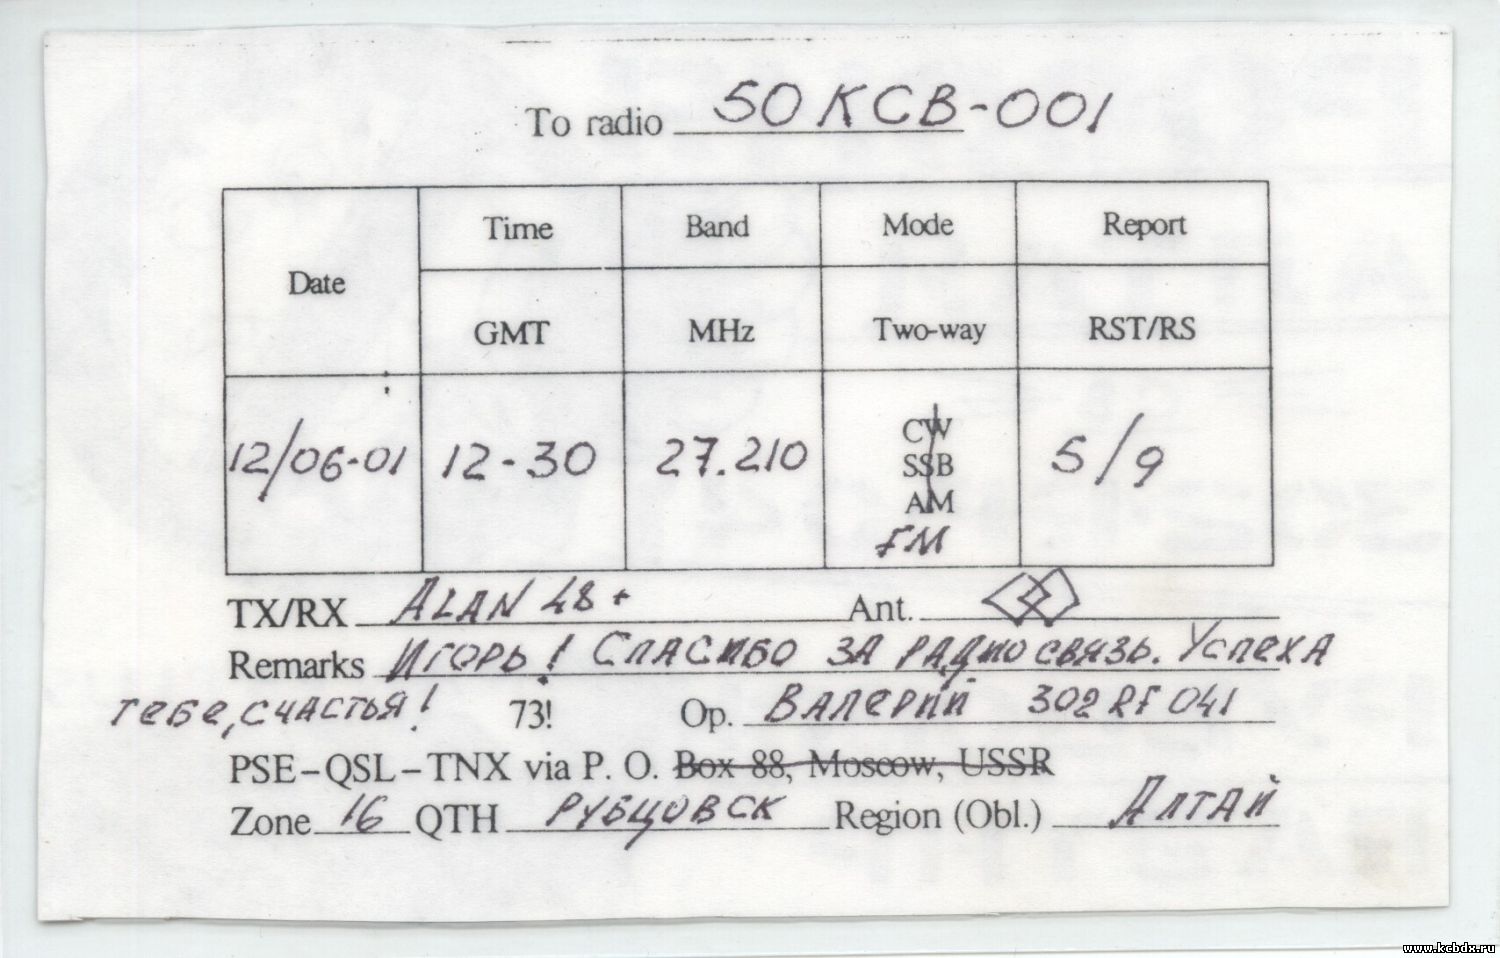 To radio 50 KCB-001
Date Time Band Mode Report
GMT MHz Two-way RST/RS
CW
12/06-01 12-30 27.210 SSB 5/9
AM
FM
TX/RX ALAN 48+ Ant.
Remarks ИГОРЬ! СПАСИБО ЗА РАДИОСВЯЗЬ. УСПЕХА
ТЕБЕ, СЧАСТЬЯ! 73! Op. ВАЛЕРИЙ 302 RF 041
PSE-QSL-TNX via P. O. Box 88, Moscow, USSR
Zone 16 QTH РУБЦОВСК Region (Obl.) АЛТАЙ
www.kcbdx.ru